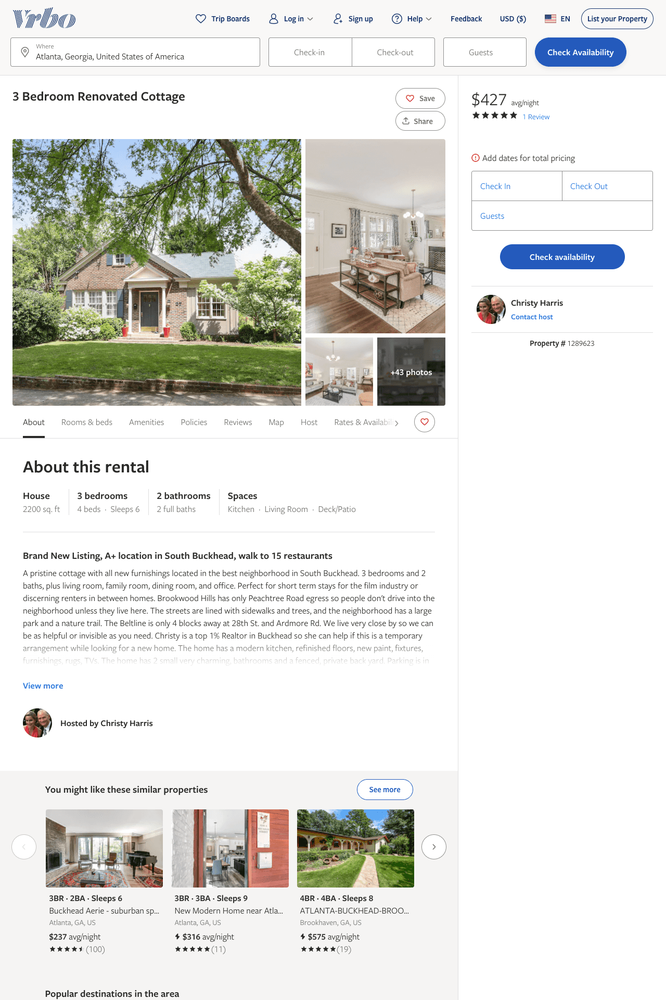 Vrbo
Trip Boards
Log in
Sign up
Help
Feedback
USD ($)
EN
List your Property
Where
Atlanta, Georgia, United States of America
Check-in
Check-out
Guests
Check Availability
3 Bedroom Renovated Cottage
Save
Share
+43 photos
$427 avg/night
1 Review
Add dates for total pricing
Check In
Check Out
Guests
Check availability
Christy Harris
Contact host
Property # 1289623
About
Rooms & beds
Amenities
Policies
Reviews
Map
Host
Rates & Availabili
About this rental
House
2200 sq. ft
3 bedrooms
4 beds · Sleeps 6
2 bathrooms
2 full baths
Spaces
Kitchen · Living Room · Deck/Patio
Brand New Listing, A+ location in South Buckhead, walk to 15 restaurants
A pristine cottage with all new furnishings located in the best neighborhood in South Buckhead. 3 bedrooms and 2
baths, plus living room, family room, dining room, and office. Perfect for short term stays for the film industry or
discerning renters in between homes. Brookwood Hills has only Peachtree Road egress so people don't drive into the
neighborhood unless they live here. The streets are lined with sidewalks and trees, and the neighborhood has a large
park and a nature trail. The Beltline is only 4 blocks away at 28th St. and Ardmore Rd. We live very close by so we can
be as helpful or invisible as you need. Christy is a top 1% Realtor in Buckhead so she can help if this is a temporary
arrangement while looking for a new home. The home has a modern kitchen, refinished floors, new paint, fixtures,
furnishings, rugs, TVs. The home has 2 small very charming, bathrooms and a fenced, private back yard. Parking is in
View more
Hosted by Christy Harris
You might like these similar properties
See more
3BR · 2BA · Sleeps 6
Buckhead Aerie - suburban sp...
Atlanta, GA, US
$237 avg/night
(100)
3BR · 3BA · Sleeps 9
New Modern Home near Atla...
Atlanta, GA, US
$316 avg/night
(11)
4BR · 4BA · Sleeps 8
ATLANTA-BUCKHEAD-BROO...
Brookhaven, GA, US
$575 avg/night
(19)
Popular destinations in the area